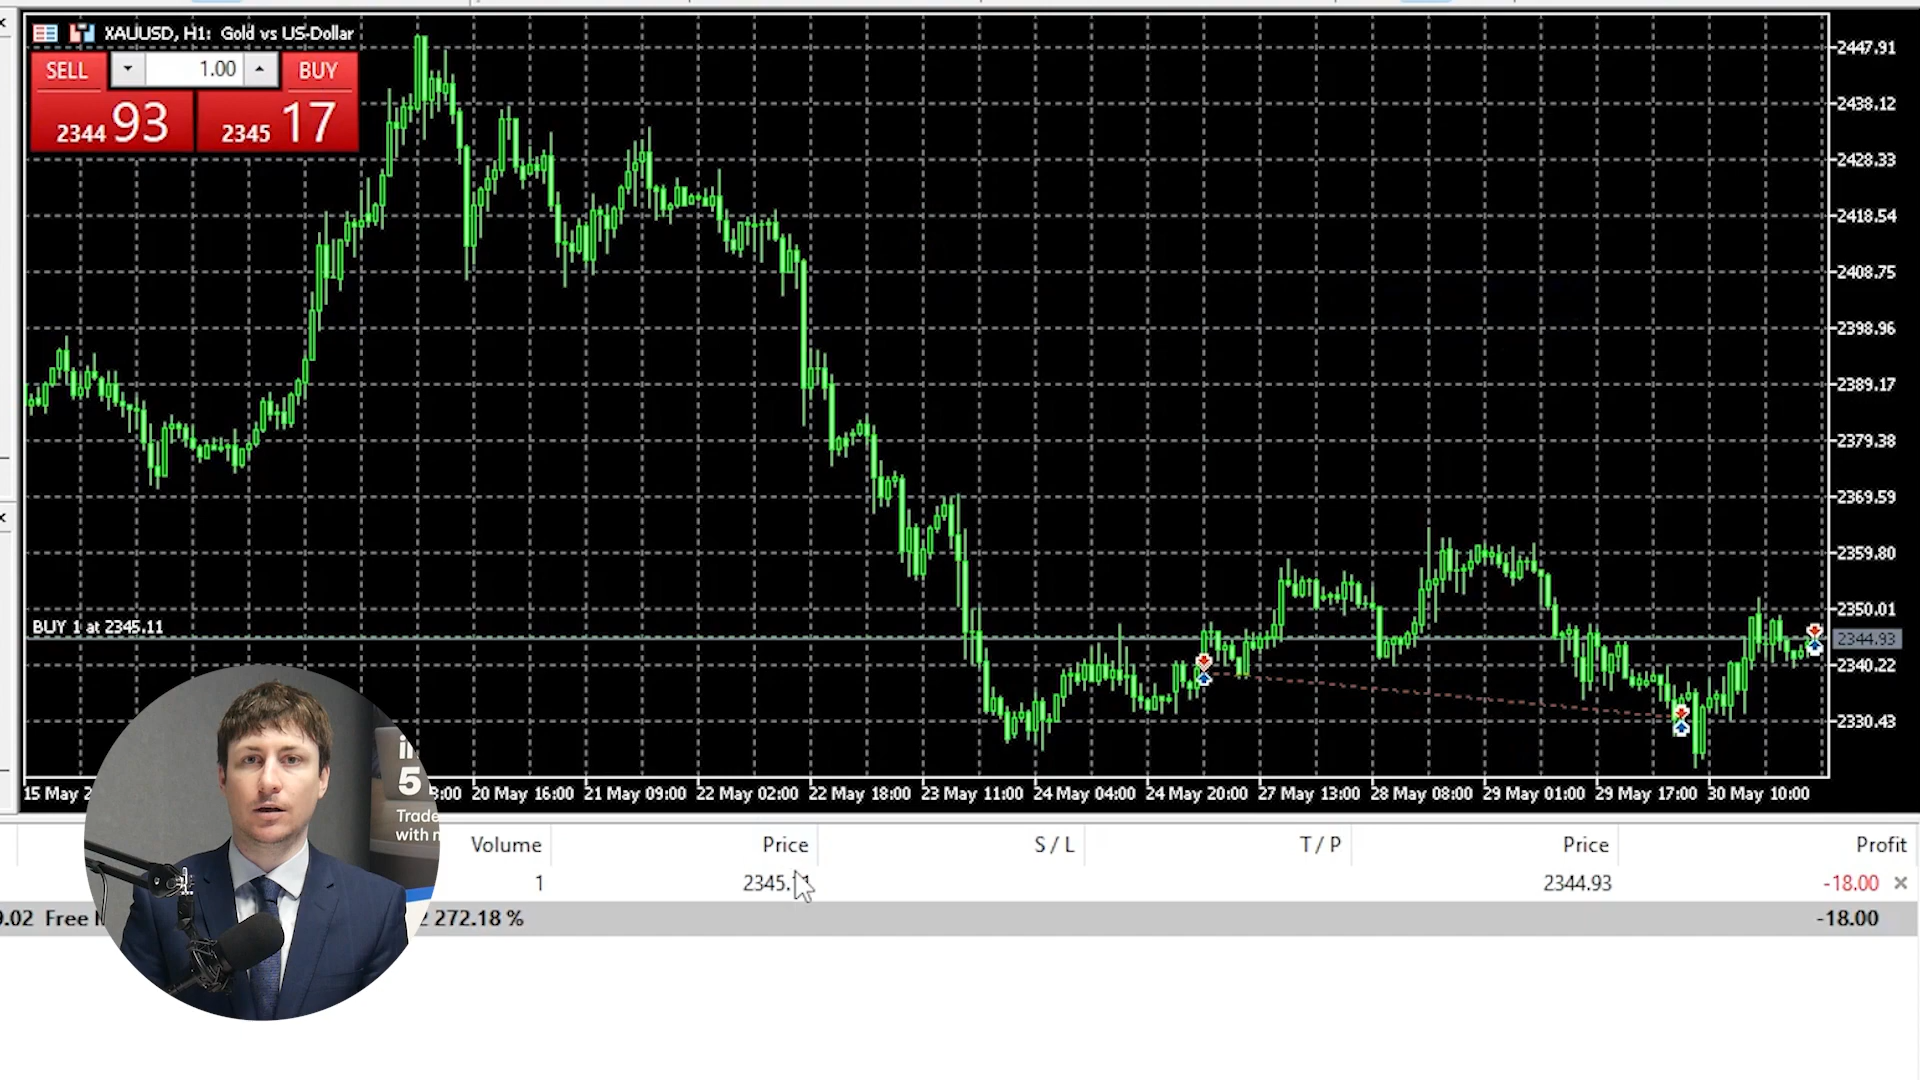 XAUUSD, H1: Gold vs US-Dollar
SELL 1.00 BUY
2344 93 2345 17
2447.91
2438.12
2428.33
2418.54
2408.75
2398.96
2389.17
2379.38
2369.59
2359.80
2350.01
BUY 1 at 2345.11
2344.93
2340.22
2330.43
15 May 20 May 16:00 21 May 09:00 22 May 02:00 22 May 18:00 23 May 11:00 24 May 04:00 24 May 20:00 27 May 13:00 28 May 08:00 29 May 01:00 29 May 17:00 30 May 10:00
5
Trade
with
Volume Price S / L T / P Price Profit
1 2344.93 -18.00
Free 272.18 % -18.00